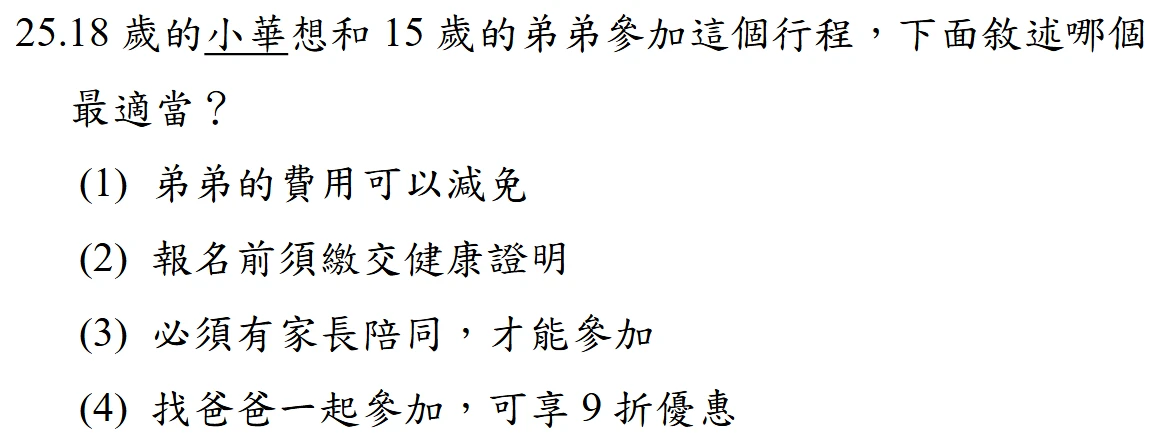 25.18 歲的小華想和 15 歲的弟弟參加這個行程，下面敘述哪個
最適當？
(1) 弟弟的費用可以減免
(2) 報名前須繳交健康證明
(3) 必須有家長陪同，才能參加
(4) 找爸爸一起參加，可享 9 折優惠